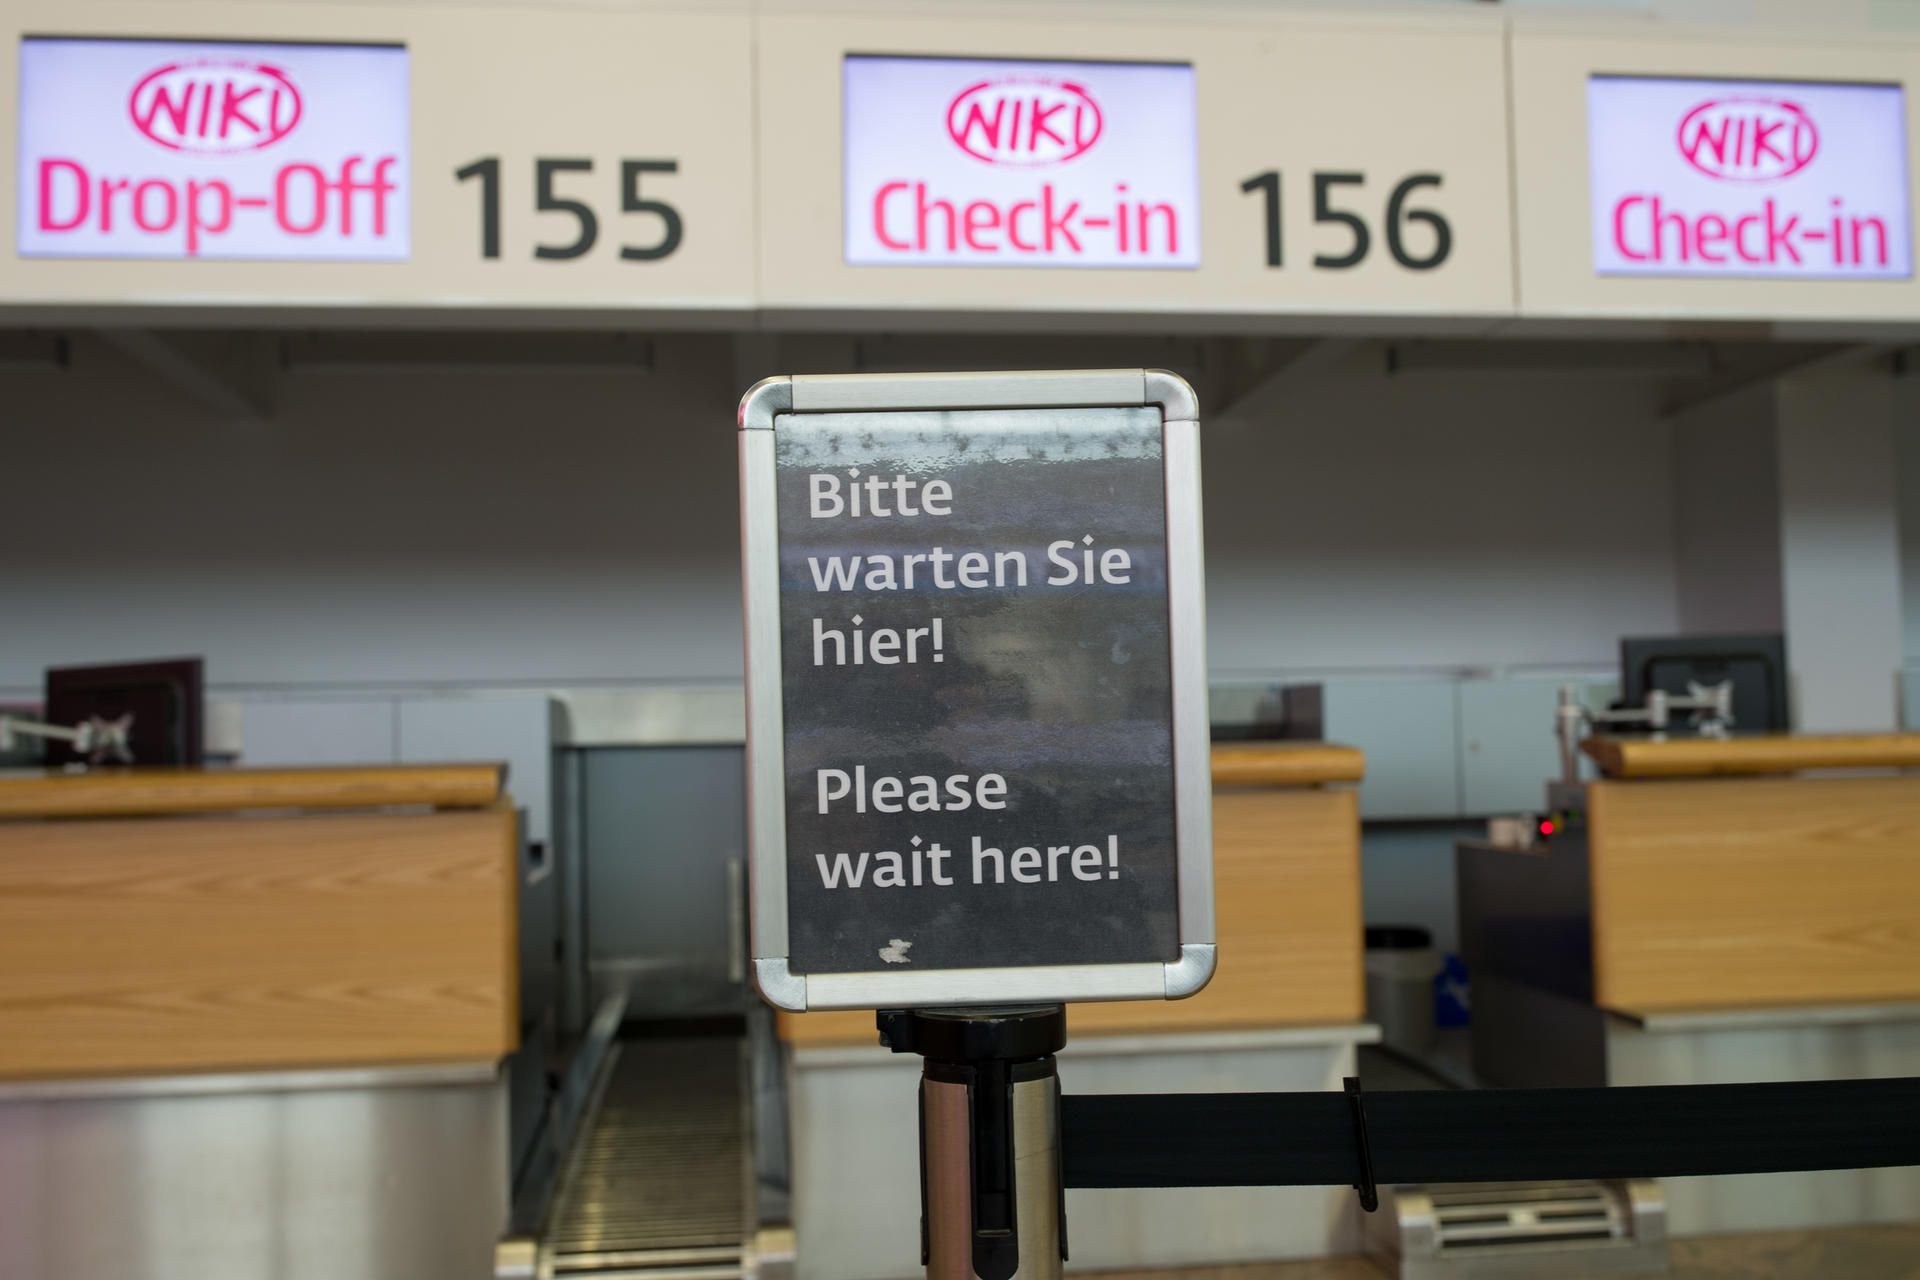 NIKI
Drop-Off
155
NIKI
Check-in
156
NIKI
Check-in
Bitte
warten Sie
hier!
Please
wait here!